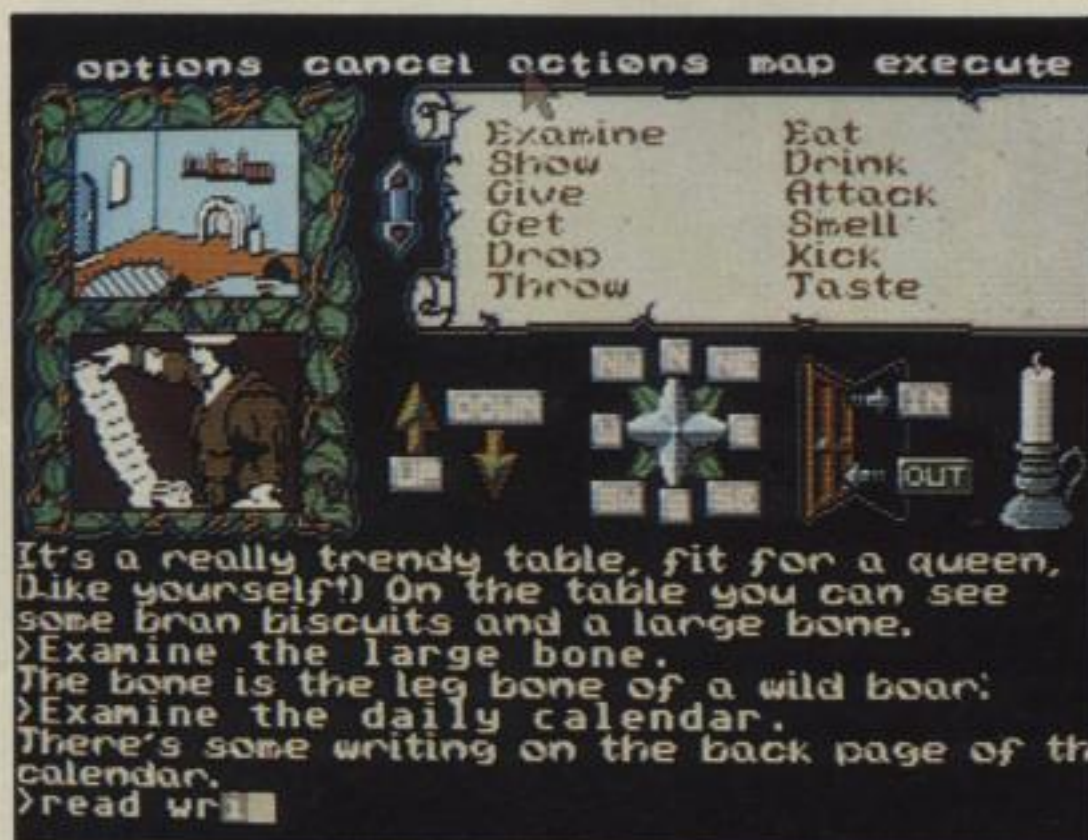 options cancel actions map execute
Examine Eat
Show Drink
Give Attack
Get Smell
Drop Kick
Throw Taste
N
DOWN
IN
UP
OUT
It's a really trendy table, fit for a queen,
(Like yourself!) On the table you can see
some bran biscuits and a large bone.
>Examine the large bone.
The bone is the leg bone of a wild boar.
>Examine the daily calendar.
There's some writing on the back page of th
calendar.
>read wri